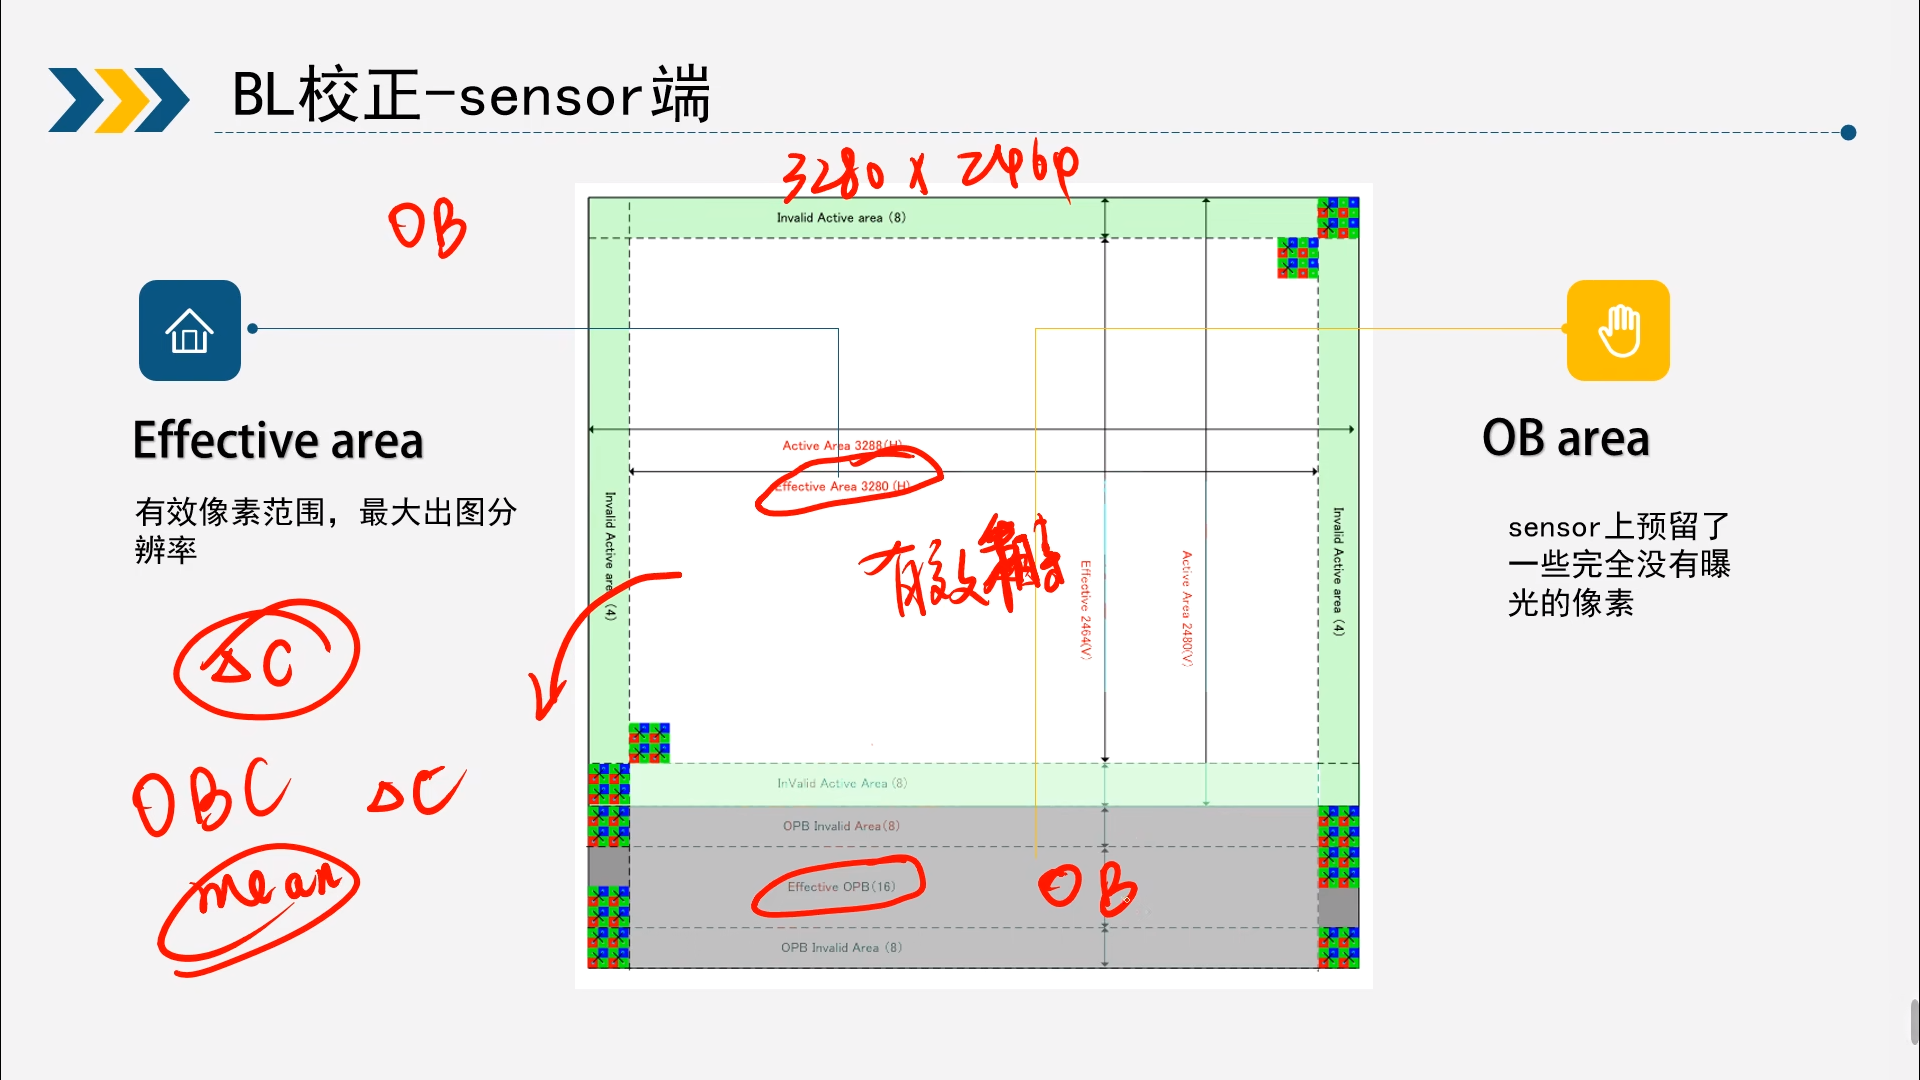 BL校正-sensor端
3280 x 2460
OB
Invalid Active area (8)
Effective area
有效像素范围，最大出图分
辨率
OB area
sensor上预留了
一些完全没有曝
光的像素
Active Area 3288(H)
Effective Area 3280 (H)
Invalid Active area (4)
有效
Effective 2464(V)
Active Area 2480(V)
Invalid Active area (4)
ΔC
OBC ΔC
mean
InValid Active Area (8)
OPB Invalid Area(8)
Effective OPB(16)
OB
OPB Invalid Area (8)